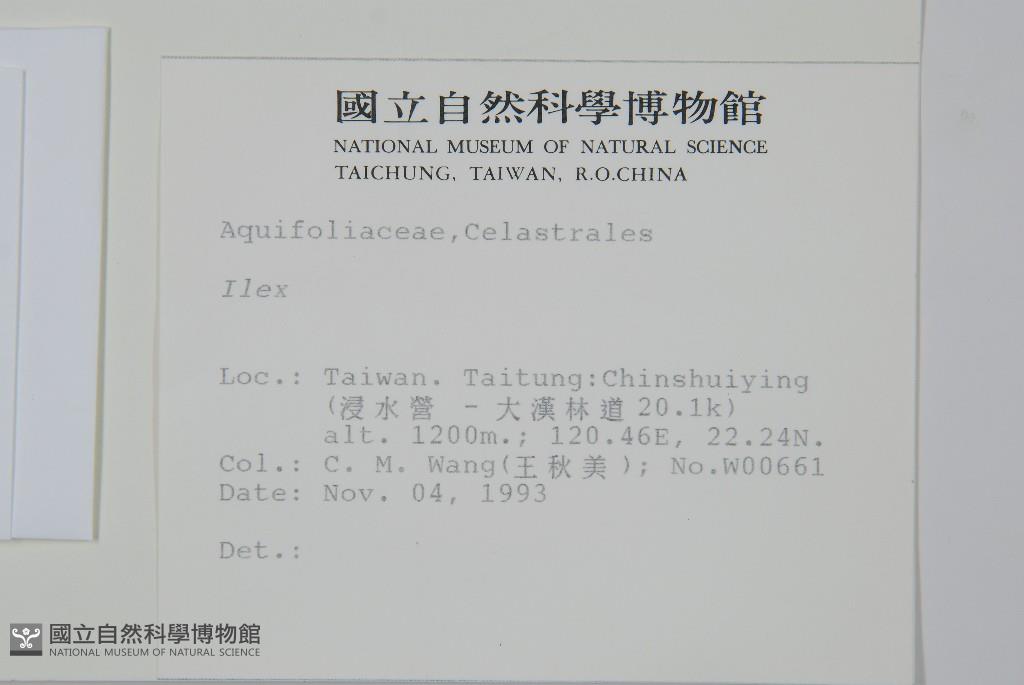 國立自然科學博物館
NATIONAL MUSEUM OF NATURAL SCIENCE
TAICHUNG, TAIWAN, R.O.CHINA
Aquifoliaceae,Celastrales
Ilex
Loc.: Taiwan. Taitung:Chinshuiying
(浸水營 - 大漢林道 20.1k)
alt. 1200m.; 120.46E, 22.24N.
Col.: C. M. Wang(王秋美); No.W00661
Date: Nov. 04, 1993
Det.:
國立自然科學博物館
NATIONAL MUSEUM OF NATURAL SCIENCE